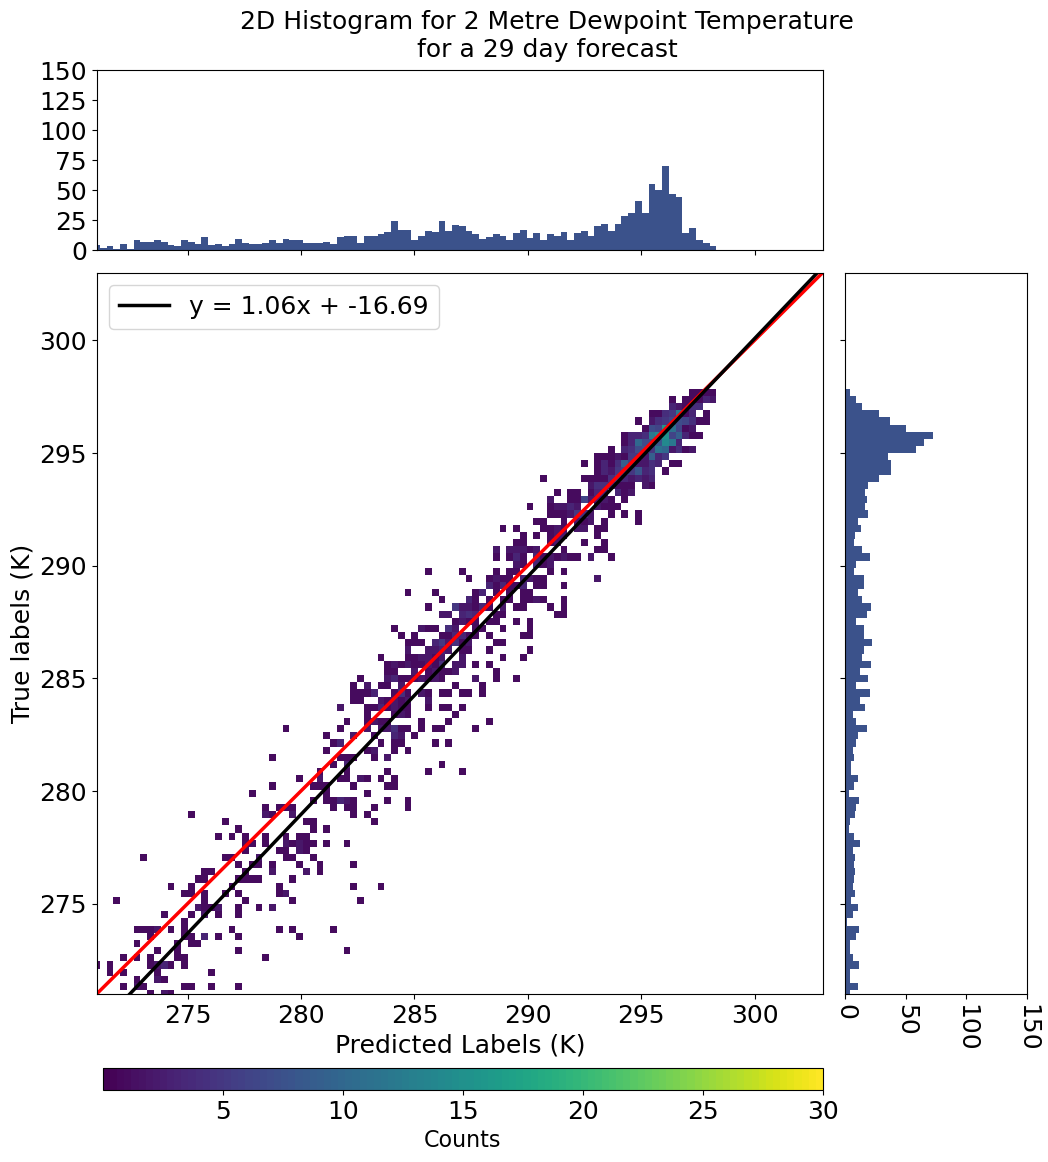 2D Histogram for 2 Metre Dewpoint Temperature
for a 29 day forecast
150
125
100
75
50
25
0
y = 1.06x + -16.69
300
295
290
285
280
275
True labels (K)
275 280 285 290 295 300
Predicted Labels (K)
0 50 100 150
5 10 15 20 25 30
Counts